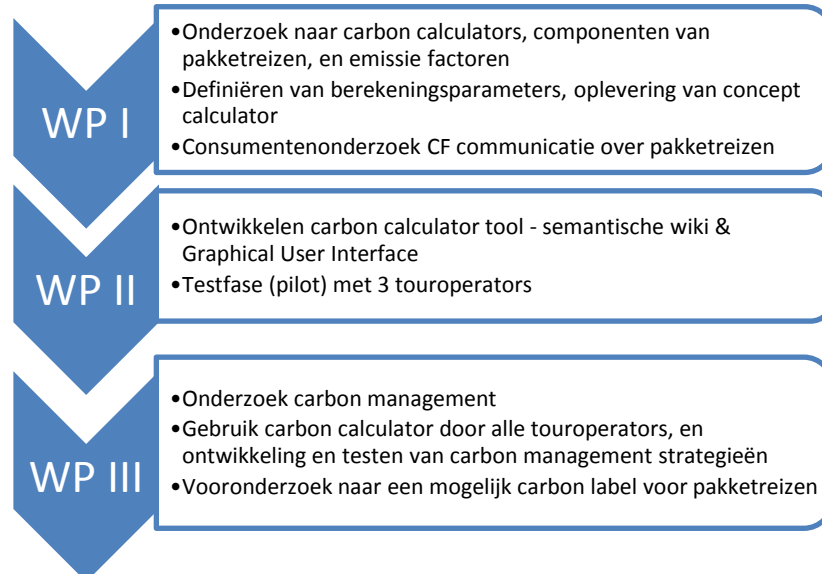 WP I
•Onderzoek naar carbon calculators, componenten van
pakketreizen, en emissie factoren
•Definiëren van berekeningsparameters, oplevering van concept
calculator
•Consumentenonderzoek CF communicatie over pakketreizen
WP II
•Ontwikkelen carbon calculator tool - semantische wiki &
Graphical User Interface
•Testfase (pilot) met 3 touroperators
WP III
•Onderzoek carbon management
•Gebruik carbon calculator door alle touroperators, en
ontwikkeling en testen van carbon management strategieën
•Vooronderzoek naar een mogelijk carbon label voor pakketreizen